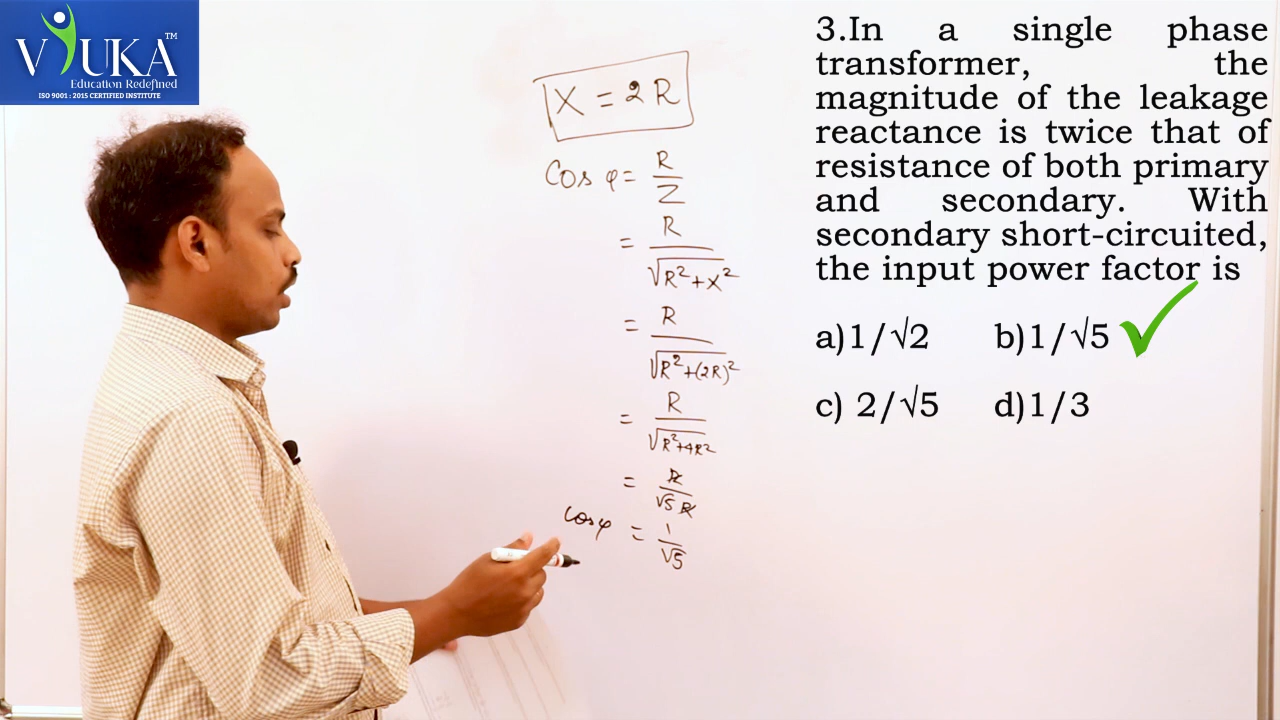 VJUKA™
Education Redefined
ISO 9001 : 2015 CERTIFIED INSTITUTE
X = 2R
Cos φ = R/Z
= R/√R²+X²
= R/√R²+(2R)²
= R/√R²+4R²
= R/√5 R
cosφ = 1/√5
3.In a single phase
transformer, the
magnitude of the leakage
reactance is twice that of
resistance of both primary
and secondary. With
secondary short-circuited,
the input power factor is
a)1/√2 b)1/√5
c) 2/√5 d)1/3